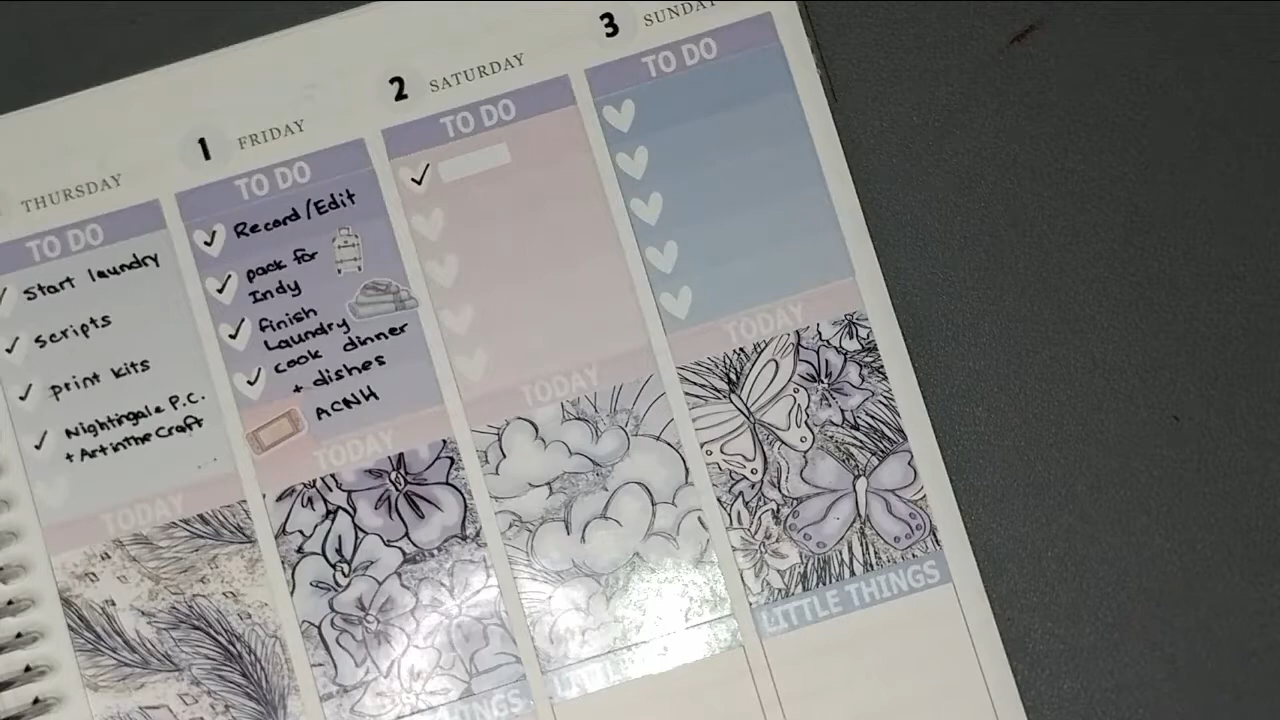 THURSDAY
TO DO
Start laundry
scripts
print kits
Nightingale P.C.
+ Art in the Craft
TODAY
1 FRIDAY
TO DO
Record/Edit
pack for
Indy
finish
Laundry
cook dinner
+ dishes
ACNH
TODAY
THINGS
2 SATURDAY
TO DO
TODAY
LITTLE
3 SUNDAY
TO DO
TODAY
LITTLE THINGS